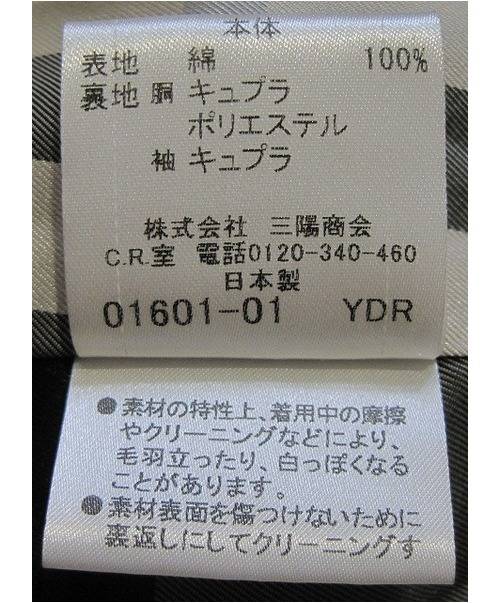 本体
表地 綿 100%
裏地 胴 キュプラ
ポリエステル
袖 キュプラ
株式会社 三陽商会
C.R.室 電話0120-340-460
日本製
01601-01 YDR
●素材の特性上、着用中の摩擦
やクリーニングなどにより、
毛羽立ったり、白っぽくなる
ことがあります。
●素材表面を傷つけないために
裏返しにしてクリーニングす